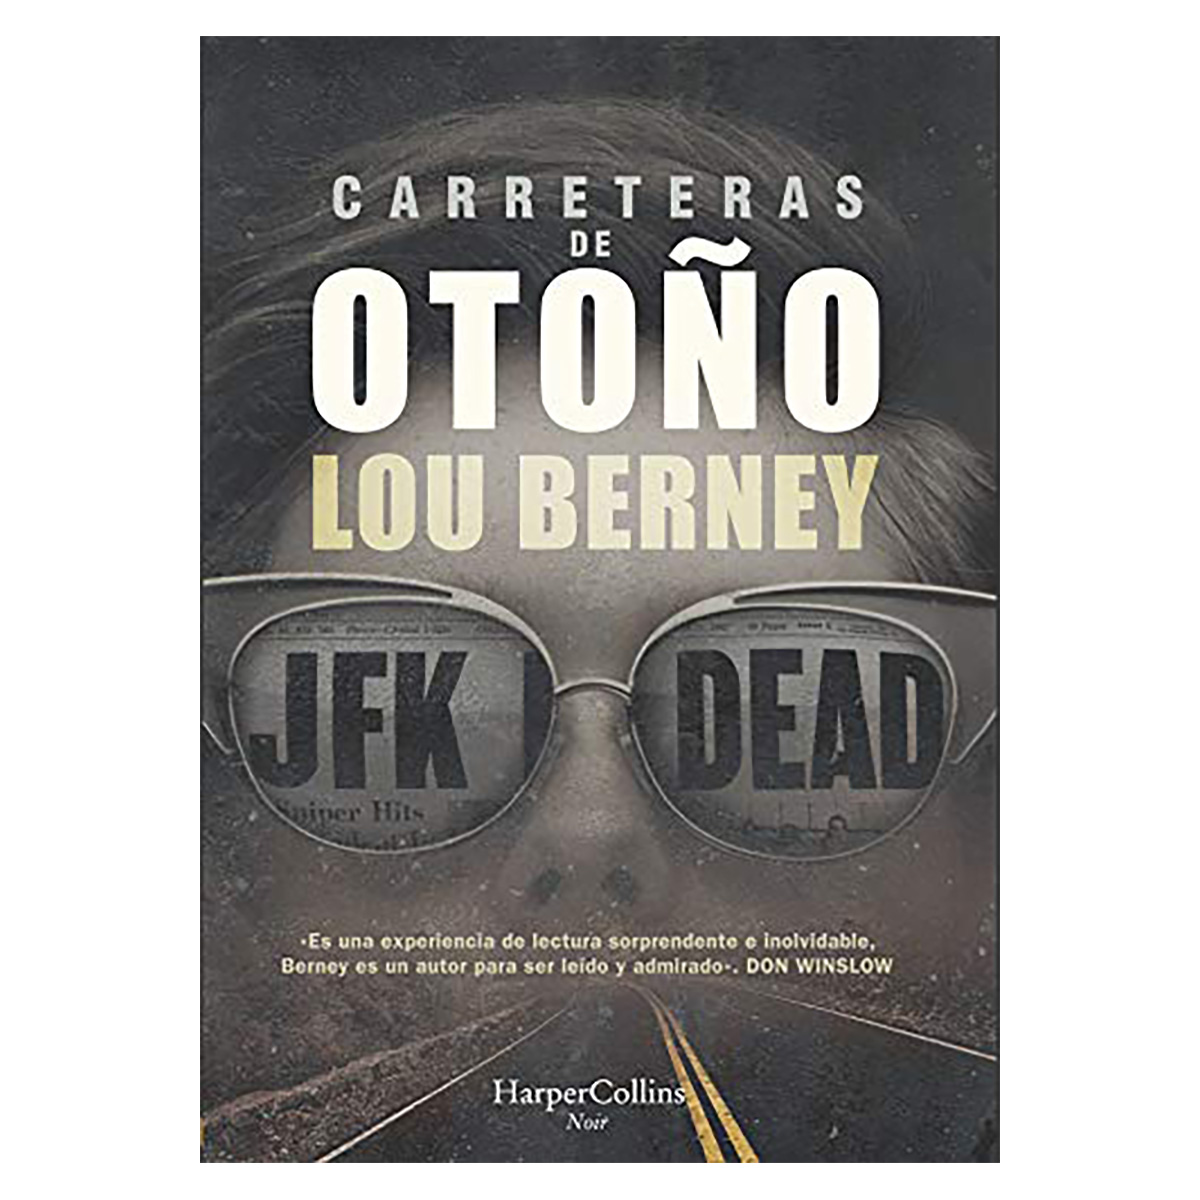 CARRETERAS
DE
OTOÑO
LOU BERNEY
JFK I DEAD
Sniper Hits
•Es una experiencia de lectura sorprendente e inolvidable,
Berney es un autor para ser leído y admirado•. DON WINSLOW
HarperCollins
Noir